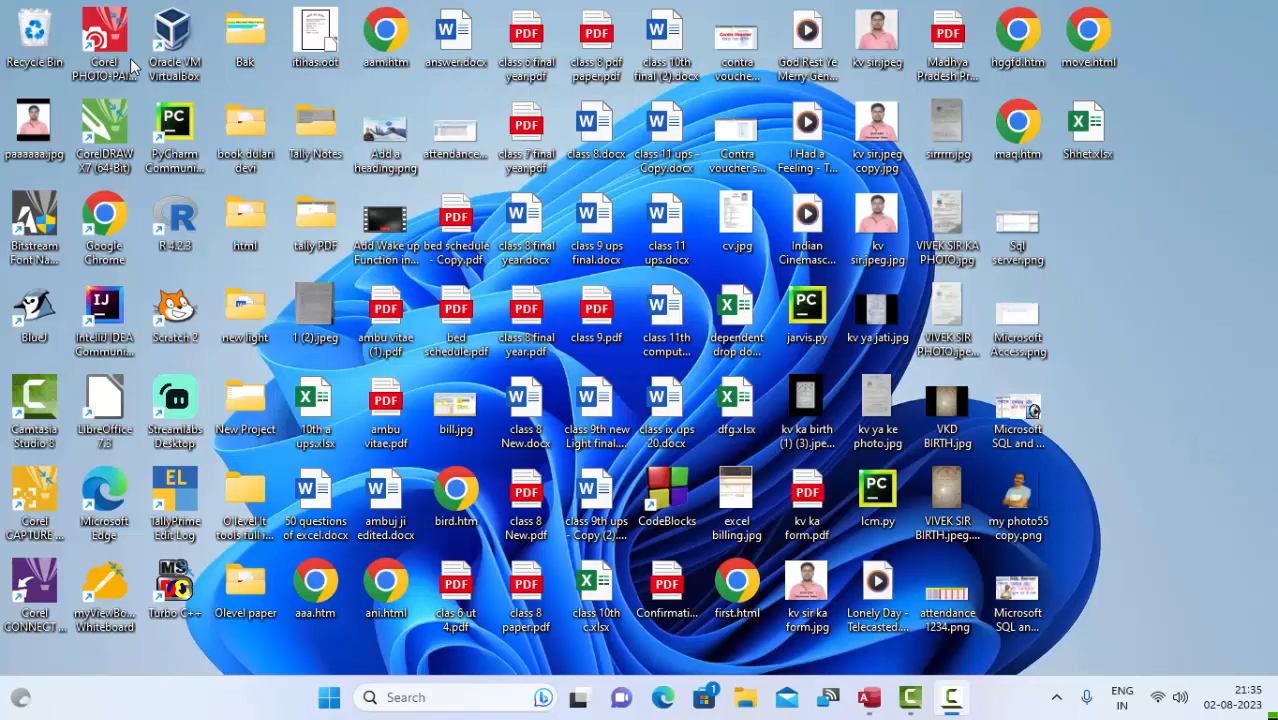 Recycle Bin
Corel
PHOTO-PAI...
Oracle VM
VirtualBox
Bak
itihas.odt
aam.htm
answer.docx
class 6 final
year.pdf
class 8 pdf
paper.pdf
class 10th
final (2).docx
contra
vouche...
God Rest Ye
Merry Gen...
kv sir.jpeg
Madhya
Pradesh Pr...
hggfd.htm
move.html
paaaaaa.jpg
CorelDRAW
X7 (64-Bit)
PyCharm
Communi...
book dulari
devi
Tally Notes
Add a
heading.png
attendance...
class 7 final
year.pdf
class 8.docx
class 11 ups -
Copy.docx
Contra
voucher s...
I Had a
Feeling - T...
kv sir.jpeg
copy.jpg
sirrrrr.jpg
maq.htm
Shhet.xlsx
Bitstream
Font Na...
Google
Chrome
R 4.2.3
html
tally PDF
Add Wake up
Function in...
bed schedule
- Copy.pdf
class 8 final
year.docx
class 9 ups
final.docx
class 11
ups.docx
cv.jpg
Indian
Cinemasc...
kv
sir.jpeg.jpg
VIVEK SIR KA
PHOTO.jpg
Sql
server.png
BlueJ
IntelliJ IDEA
Communi...
Scratch 2
new light
1 (2).jpeg
ambu vitae
(1).pdf
bed
schedule.pdf
class 8 final
year.pdf
class 9.pdf
class 11th
comput...
dependent
drop do...
jarvis.py
kv ya jati.jpg
VIVEK SIR
PHOTO.jpe...
Microsoft
Access.png
Camtasia
Studio 8
LibreOffice
7.3
Streamlabs
Desktop
New Project
10th a
ups.xlsx
ambu
vitae.pdf
bill.jpg
class 8
New.docx
class 9th new
Light final....
class ix ups
20.docx
dfg.xlsx
kv ka birth
(1) (3).jpe...
kv ya ke
photo.jpg
VKD
BIRTH.jpg
Microsoft
SQL and ...
Corel
CAPTURE ...
Microsoft
Edge
TallyPrime
Edit Log
O level It
tools full n...
50 questions
of excel.docx
ambuj ji
edited.docx
bird.htm
class 8
New.pdf
class 9th ups
- Copy (2)....
CodeBlocks
excel
billing.jpg
kv ka
form.pdf
lcm.py
VIVEK SIR
BIRTH.jpeg....
my photo55
copy.png
Corel
CONNECT ...
myViewBo...
Whiteboard
Turbo C++
Olevel paper
aaa.htm
ani.html
clas 6 ut
4.pdf
class 8
paper.pdf
class 10th
c.xlsx
Confirmati...
first.html
kv sir ka
form.jpg
Lonely Day -
Telecasted....
attendance
1234.png
Microsoft
SQL an...
Search
1
ENG
IN
21:35
02-08-2023